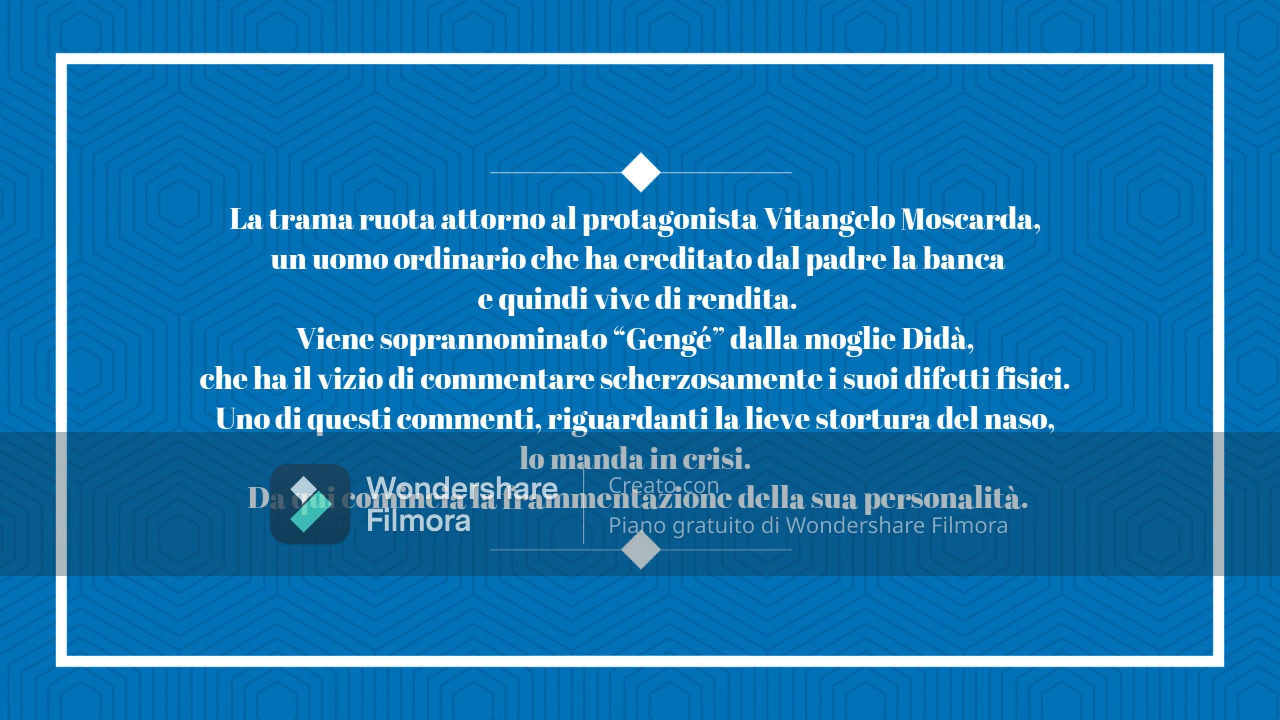 La trama ruota attorno al protagonista Vitangelo Moscarda,
un uomo ordinario che ha ereditato dal padre la banca
e quindi vive di rendita.
Viene soprannominato “Gengé” dalla moglie Didà,
che ha il vizio di commentare scherzosamente i suoi difetti fisici.
Uno di questi commenti, riguardanti la lieve stortura del naso,
lo manda in crisi.
Da qui comincia la frammentazione della sua personalità.
Wondershare
Filmora
Creato con
Piano gratuito di Wondershare Filmora